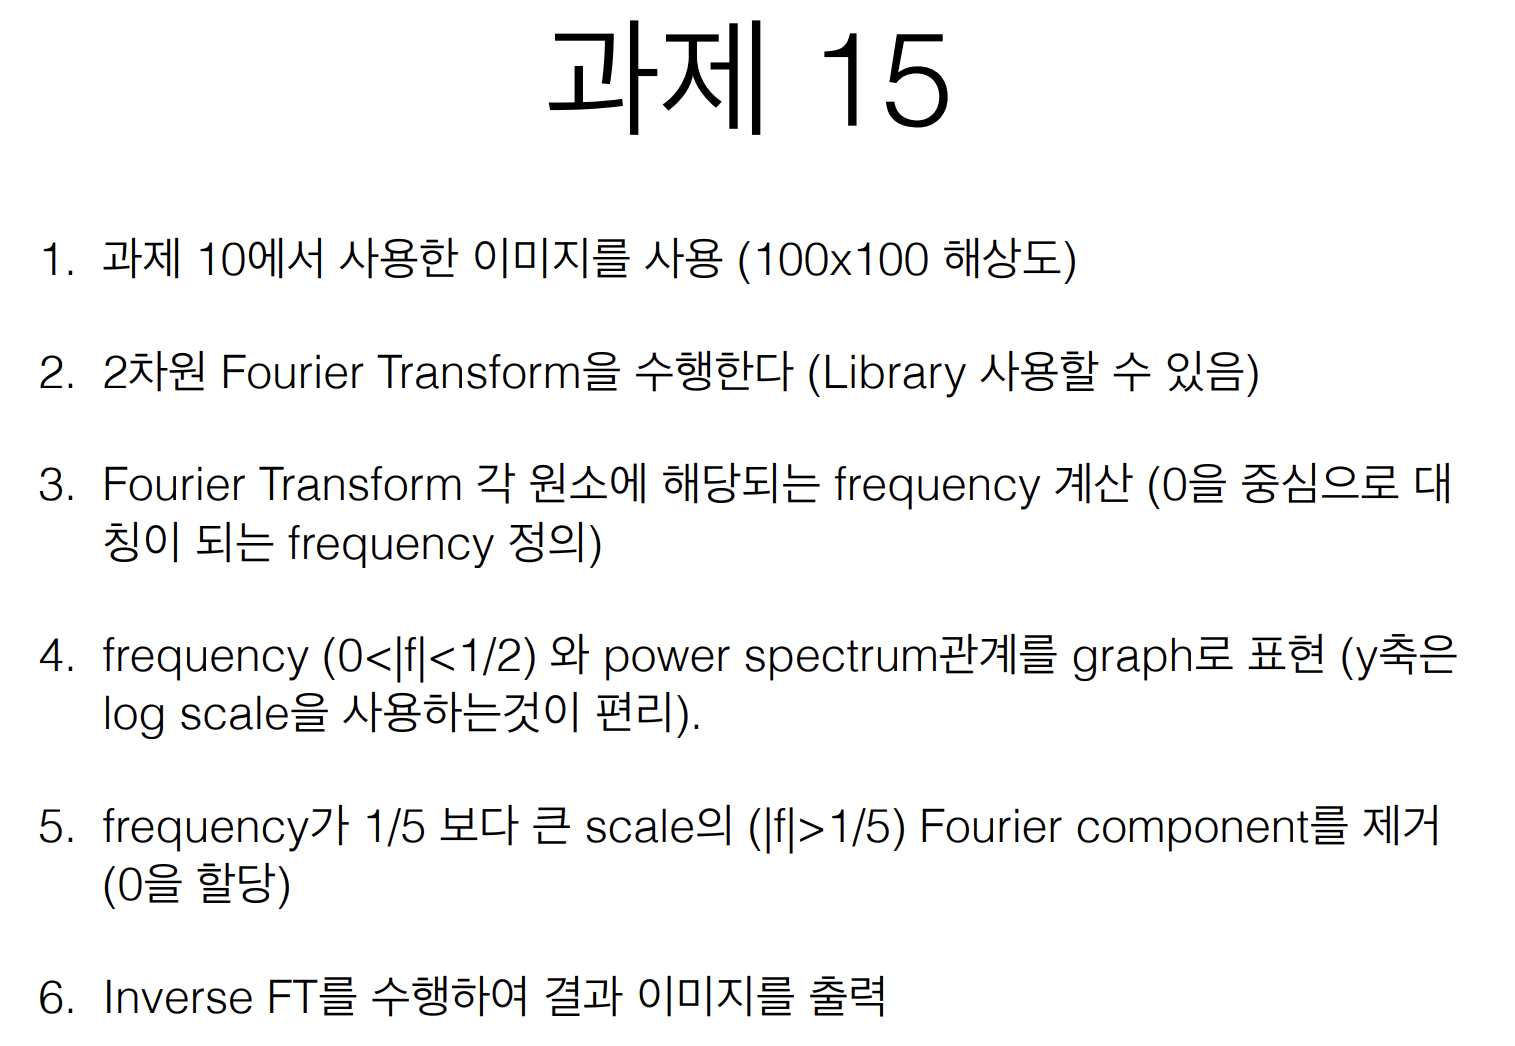 과제 15
1. 과제 10에서 사용한 이미지를 사용 (100x100 해상도)
2. 2차원 Fourier Transform을 수행한다 (Library 사용할 수 있음)
3. Fourier Transform 각 원소에 해당되는 frequency 계산 (0을 중심으로 대
칭이 되는 frequency 정의)
4. frequency (0<|f|<1/2) 와 power spectrum관계를 graph로 표현 (y축은
log scale을 사용하는것이 편리).
5. frequency가 1/5 보다 큰 scale의 (|f|>1/5) Fourier component를 제거
(0을 할당)
6. Inverse FT를 수행하여 결과 이미지를 출력